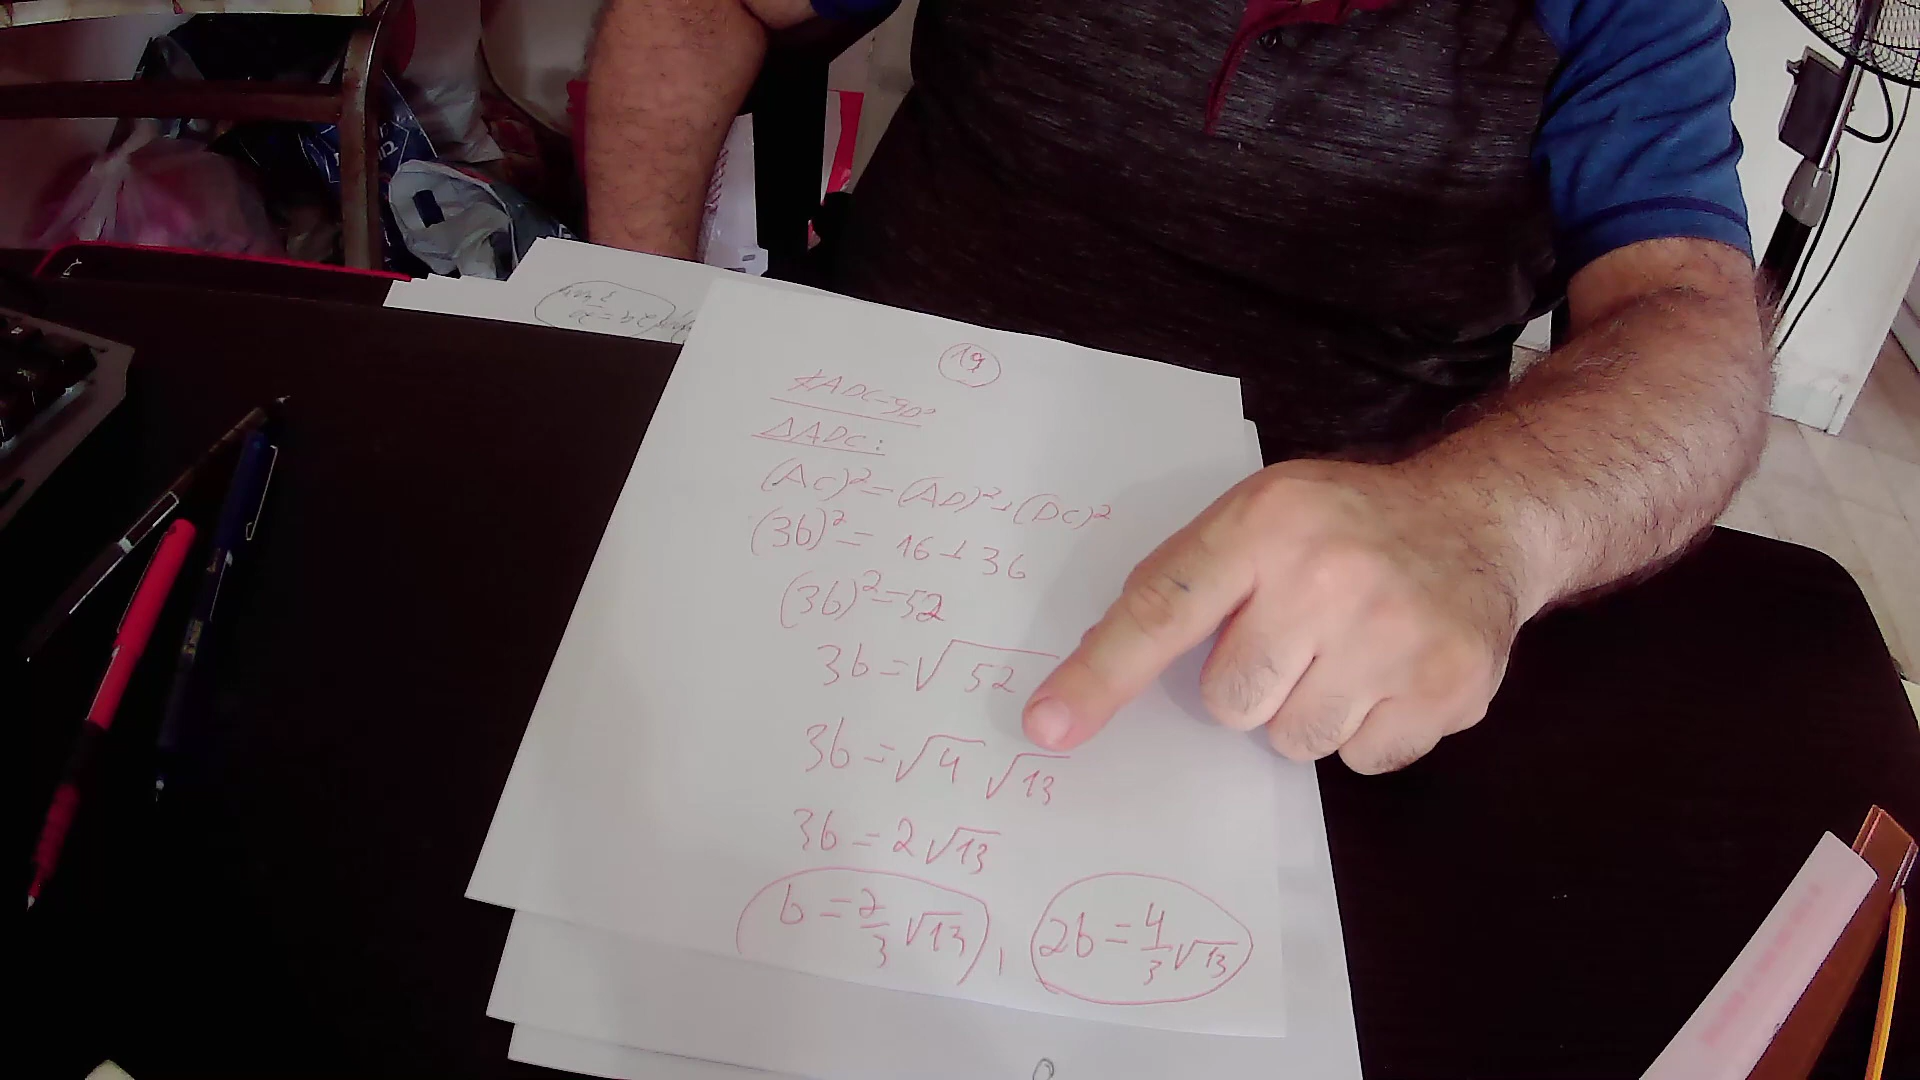 19
∡ADC=90°
ΔADC:
(AC)²=(AD)²+(DC)²
(3b)²= 16+36
(3b)²=52
3b=√52
3b=√4 √13
3b=2√13
b=2/3 √13 , 2b=4/3 √13